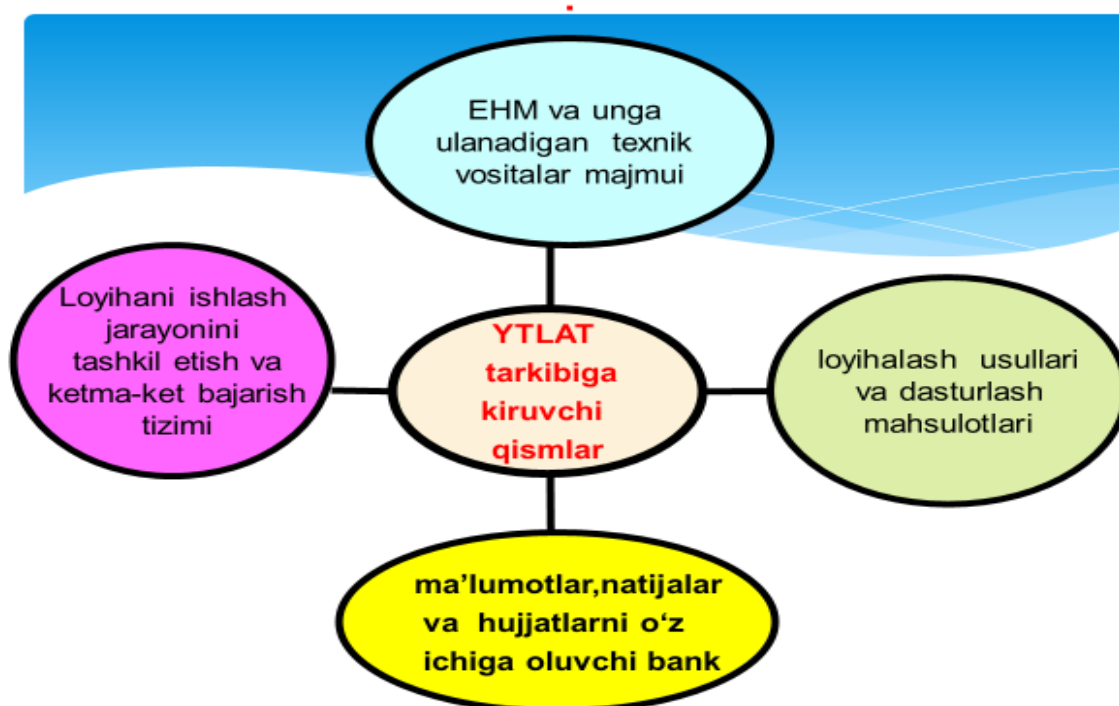 EHM va unga
ulanadigan texnik
vositalar majmui
Loyihani ishlash
jarayonini
tashkil etish va
ketma-ket bajarish
tizimi
YTLAT
tarkibiga
kiruvchi
qismlar
loyihalash usullari
va dasturlash
mahsulotlari
ma’lumotlar,natijalar
va hujjatlarni o‘z
ichiga oluvchi bank